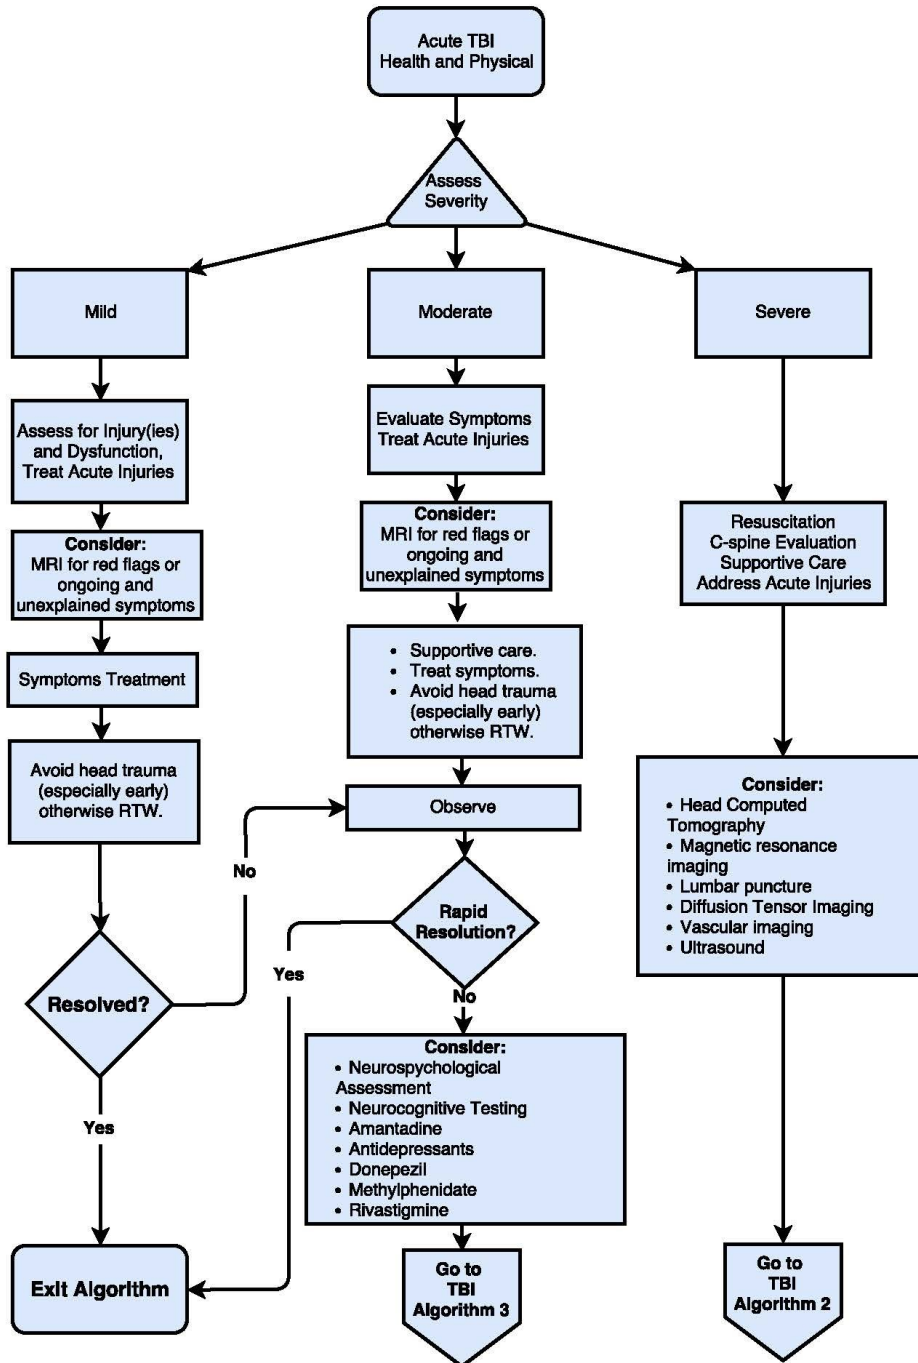 Acute TBI
Health and Physical
Assess
Severity
Mild
Moderate
Severe
Assess for Injury(ies)
and Dysfunction,
Treat Acute Injuries
Evaluate Symptoms
Treat Acute Injuries
Resuscitation
C-spine Evaluation
Supportive Care
Address Acute Injuries
Consider:
MRI for red flags or
ongoing and
unexplained symptoms
Consider:
MRI for red flags or
ongoing and
unexplained symptoms
Symptoms Treatment
• Supportive care.
• Treat symptoms.
• Avoid head trauma
(especially early)
otherwise RTW.
Avoid head trauma
(especially early)
otherwise RTW.
Observe
Consider:
• Head Computed
Tomography
• Magnetic resonance
imaging
• Lumbar puncture
• Diffusion Tensor Imaging
• Vascular imaging
• Ultrasound
No
Rapid
Resolution?
Yes
No
Resolved?
Yes
Consider:
• Neurospychological
Assessment
• Neurocognitive Testing
• Amantadine
• Antidepressants
• Donepezil
• Methylphenidate
• Rivastigmine
Exit Algorithm
Go to
TBI
Algorithm 3
Go to
TBI
Algorithm 2